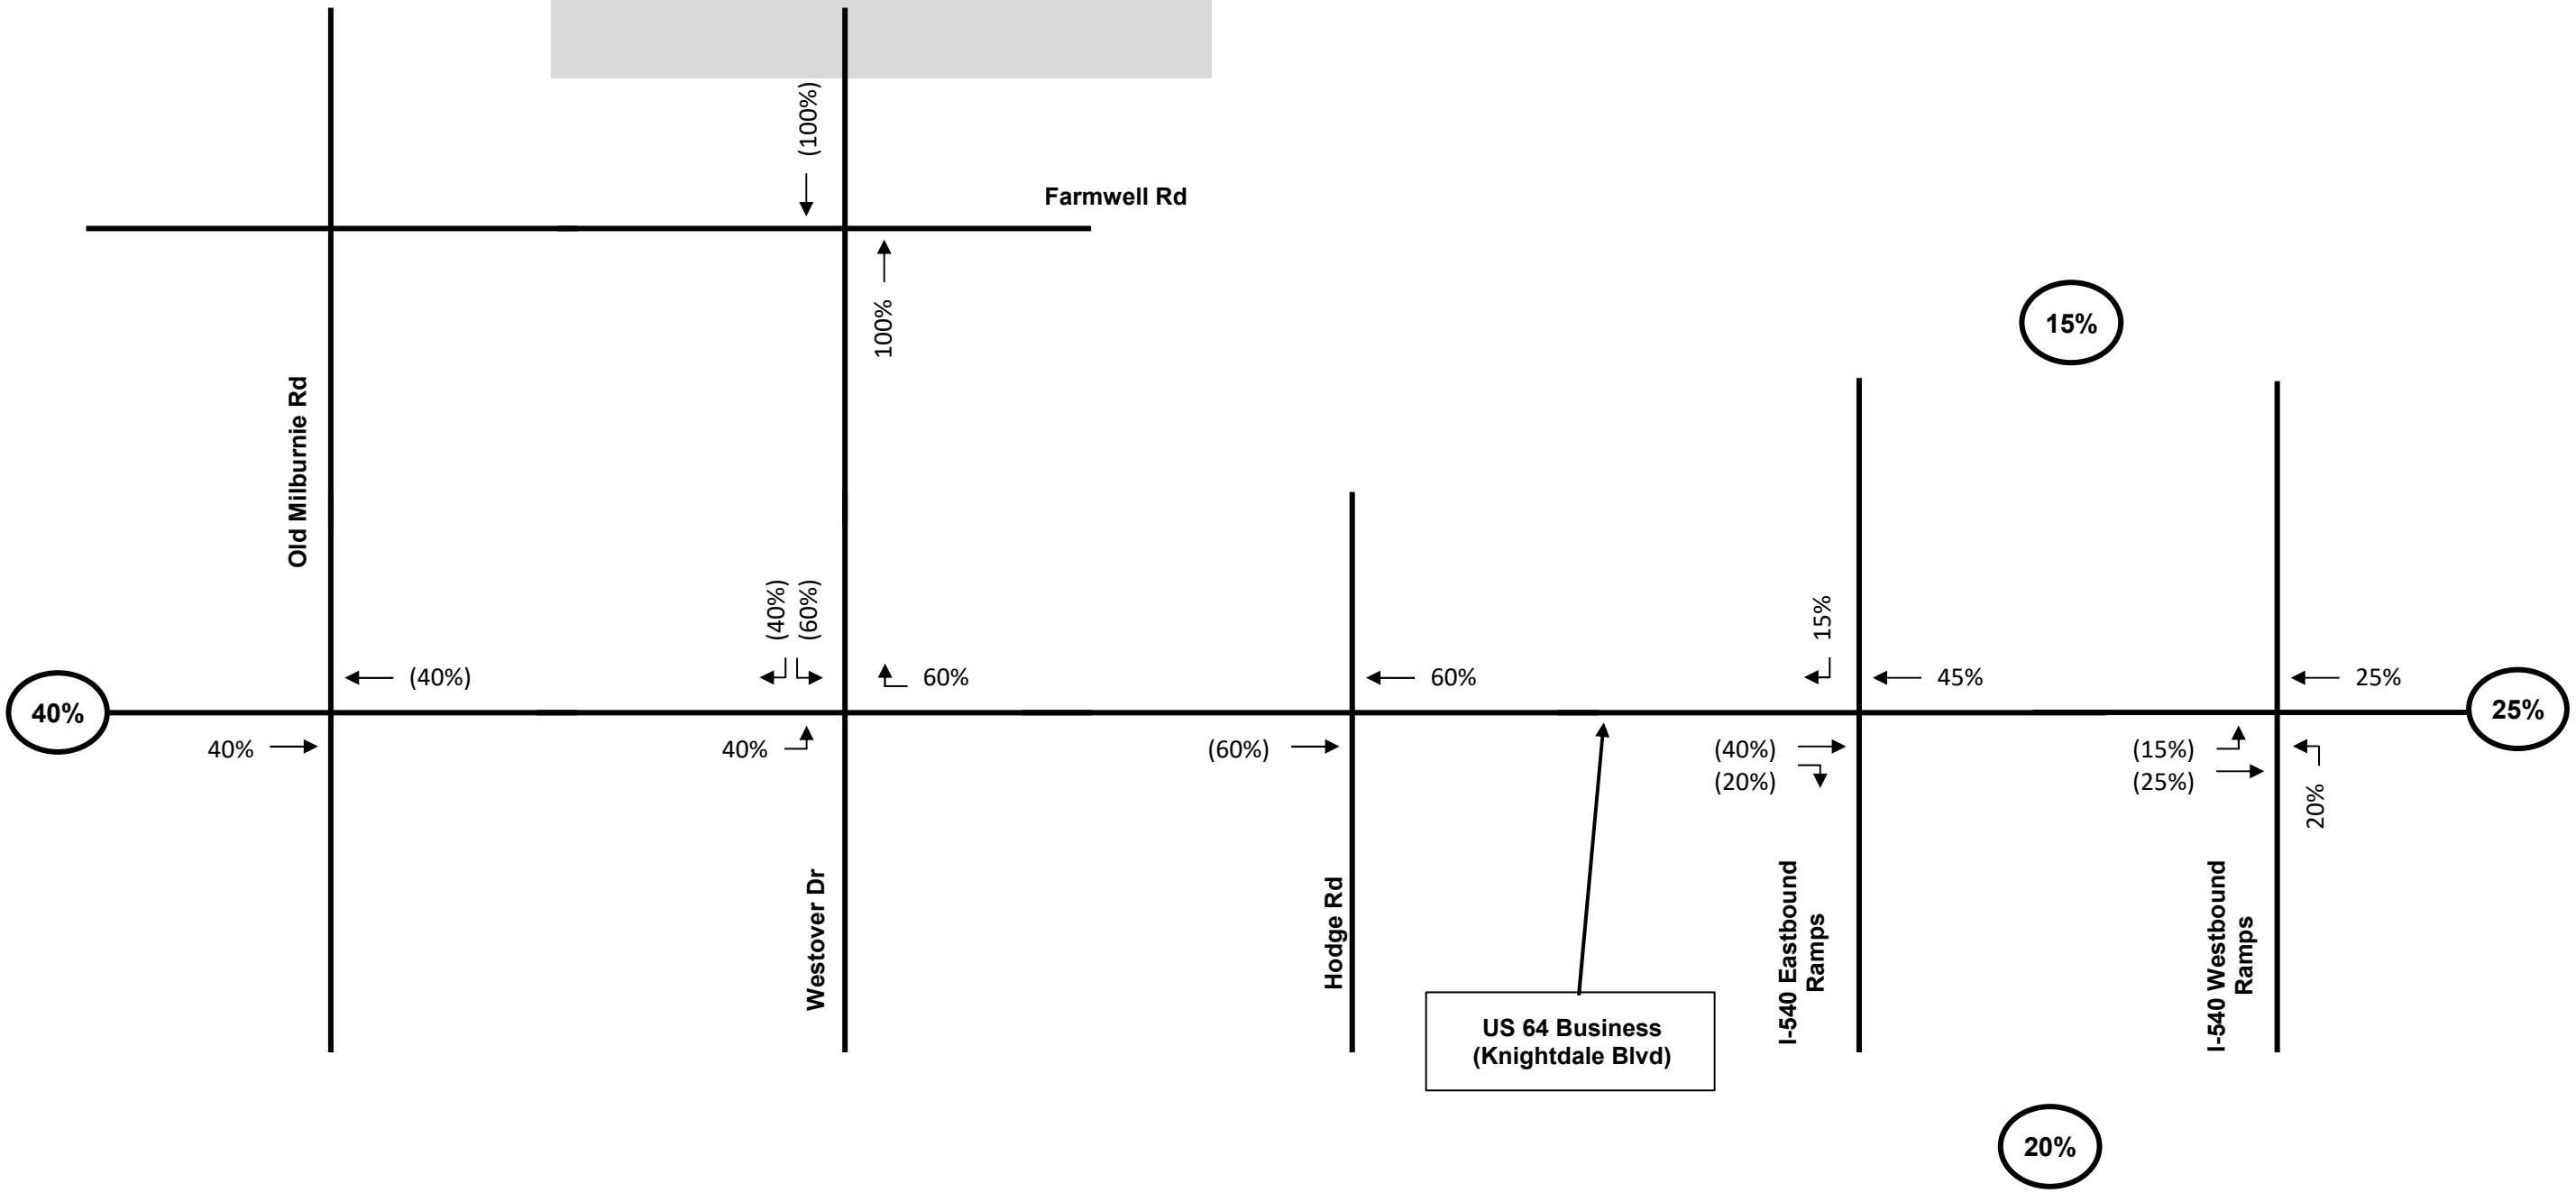 (100%)
Farmwell Rd
100%
15%
Old Milburnie Rd
(40%)
(60%)
15%
(40%)
60%
60%
45%
25%
40%
25%
40%
40%
(60%)
(40%)
(20%)
(15%)
(25%)
20%
Westover Dr
Hodge Rd
I-540 Eastbound
Ramps
I-540 Westbound
Ramps
US 64 Business
(Knightdale Blvd)
20%